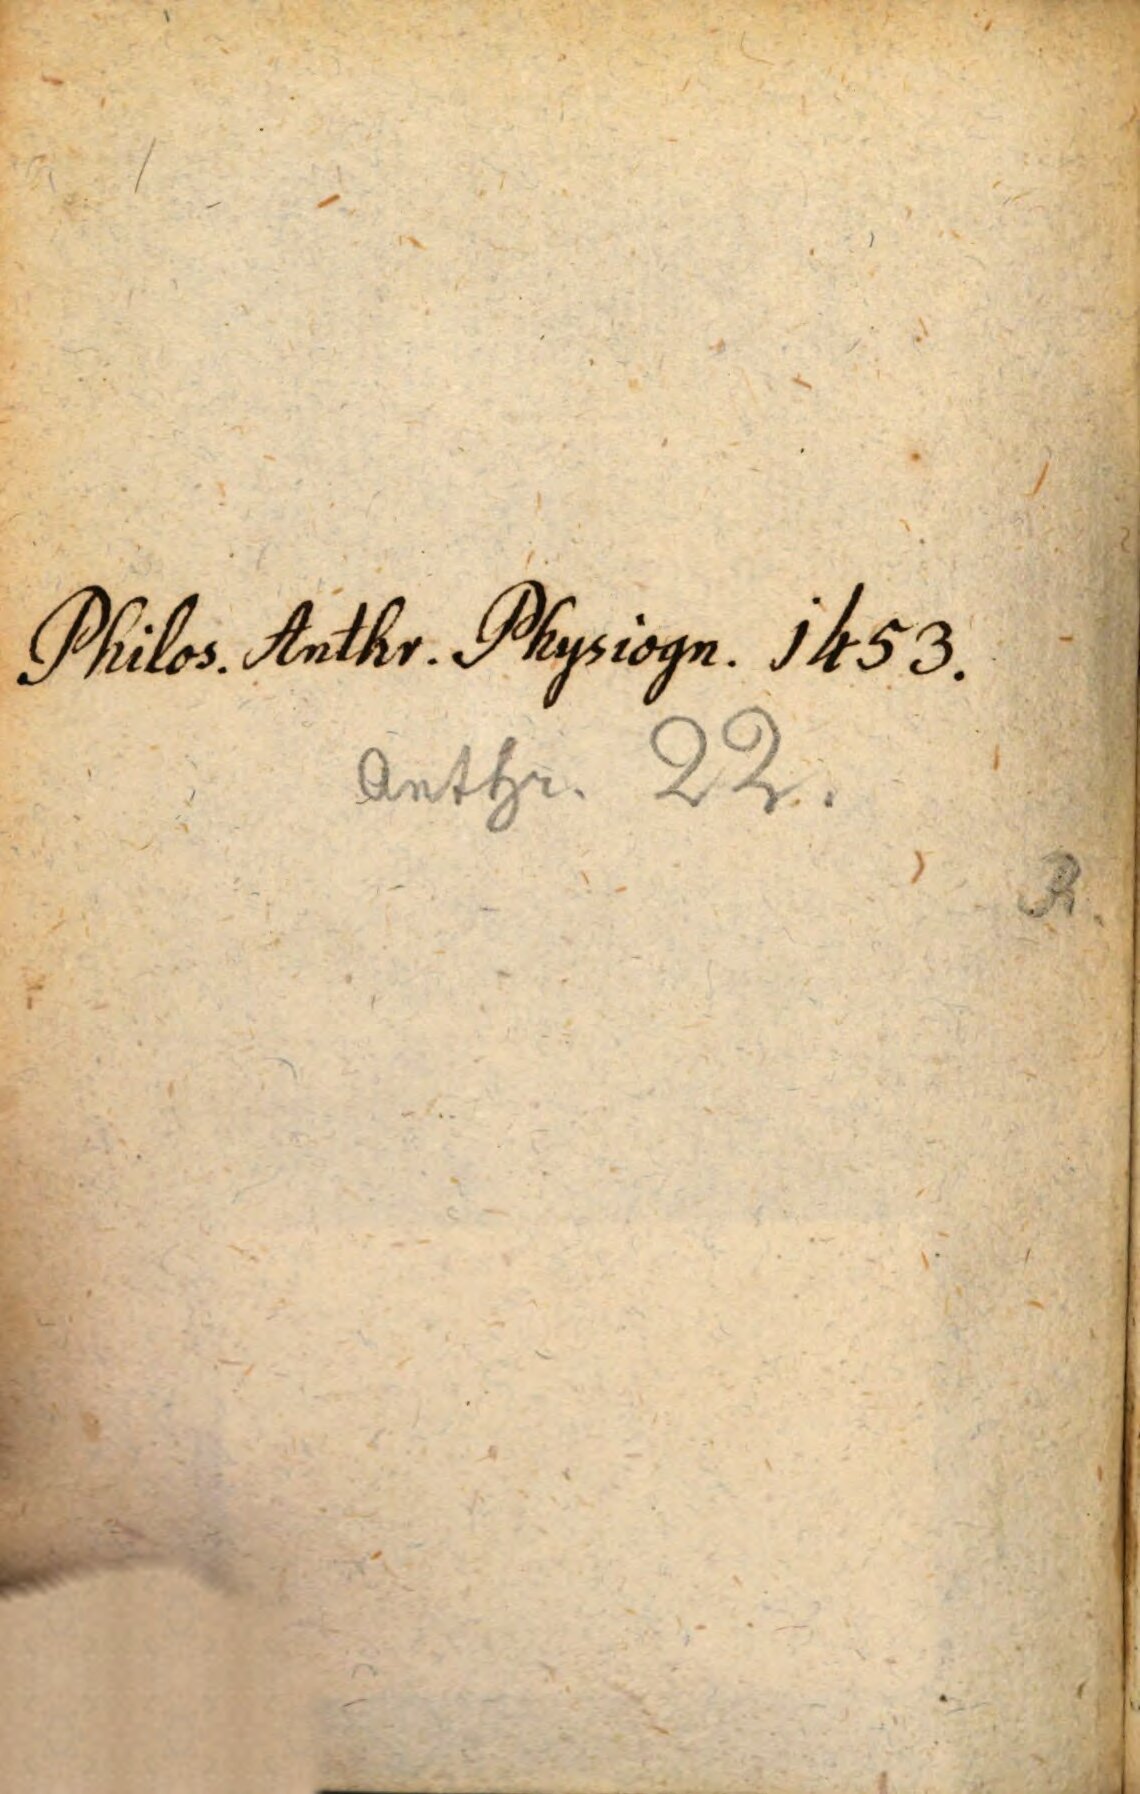 Philos. Anthr. Physiogn. 1453.
Anthr. 22.
R.